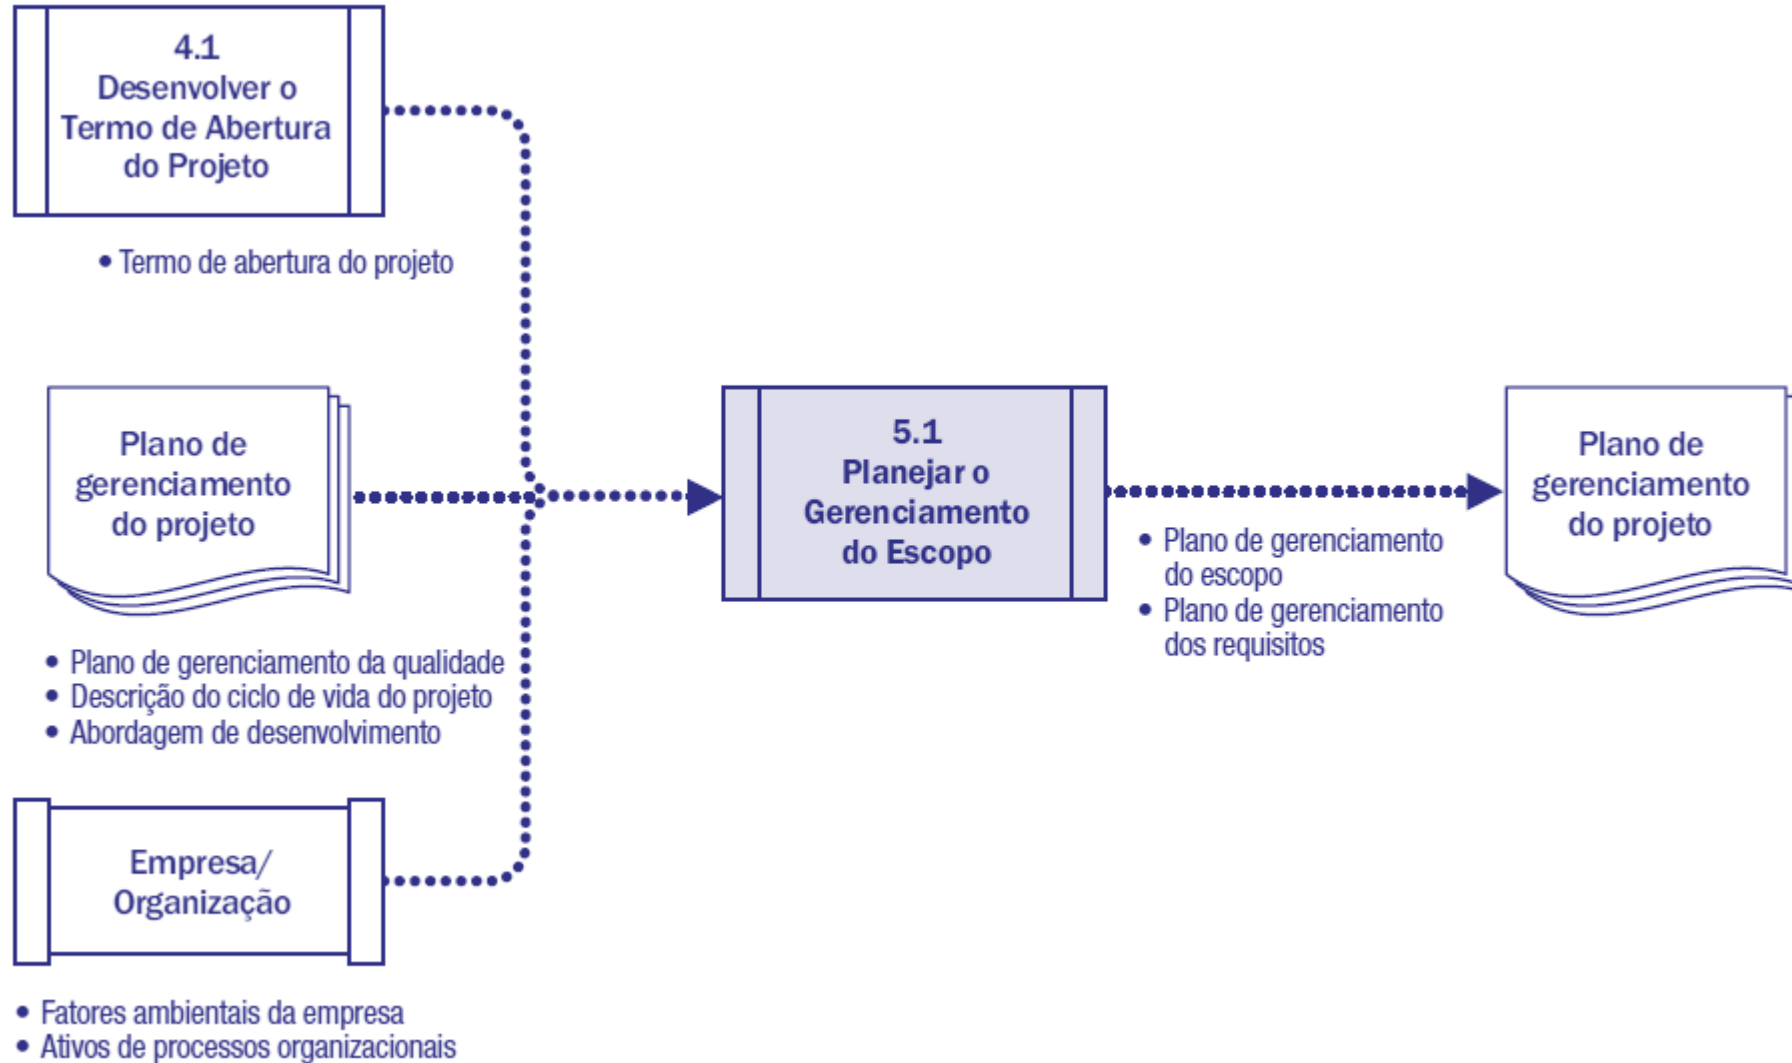 4.1
Desenvolver o
Termo de Abertura
do Projeto
• Termo de abertura do projeto
Plano de
gerenciamento
do projeto
• Plano de gerenciamento da qualidade
• Descrição do ciclo de vida do projeto
• Abordagem de desenvolvimento
Empresa/
Organização
• Fatores ambientais da empresa
• Ativos de processos organizacionais
5.1
Planejar o
Gerenciamento
do Escopo
• Plano de gerenciamento
do escopo
• Plano de gerenciamento
dos requisitos
Plano de
gerenciamento
do projeto